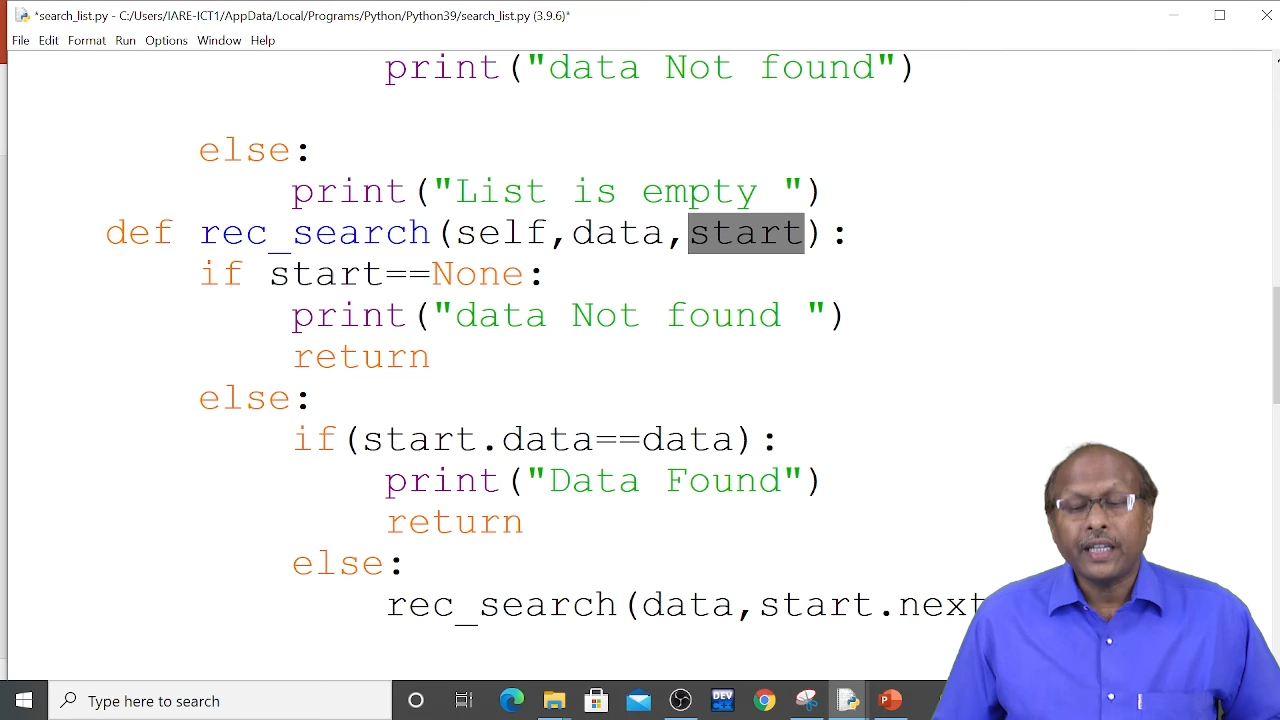 *search_list.py - C:/Users/IARE-ICT1/AppData/Local/Programs/Python/Python39/search_list.py (3.9.6)*
File Edit Format Run Options Window Help
print("data Not found")
else:
print("List is empty ")
def rec_search(self,data,start):
if start==None:
print("data Not found ")
return
else:
if(start.data==data):
print("Data Found")
return
else:
rec_search(data,start.next
Type here to search
DEV